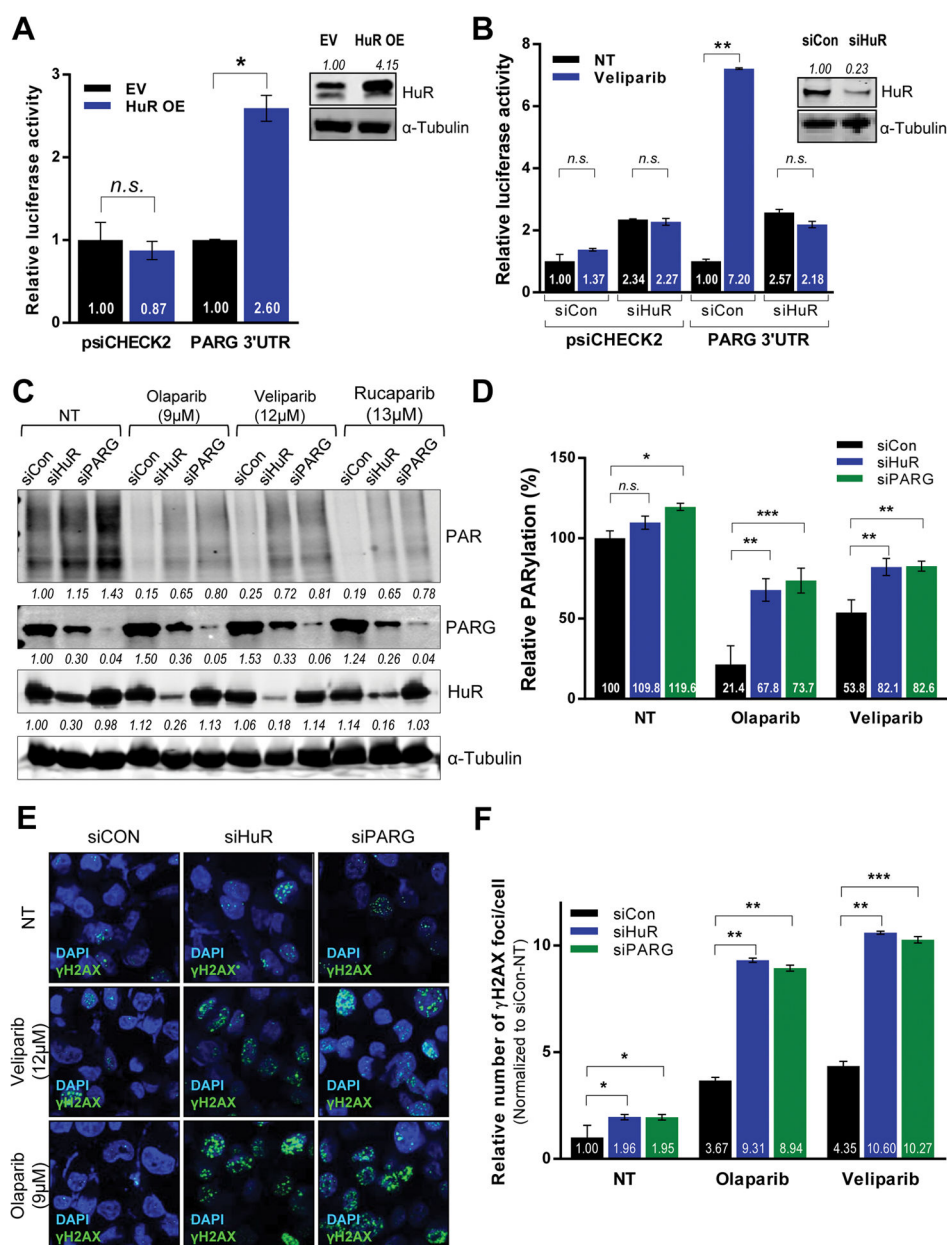 A
Relative luciferase activity
3
2
1
0
EV
HuR OE
n.s.
*
1.00 0.87 1.00 2.60
psiCHECK2 PARG 3'UTR
EV HuR OE
1.00 4.15
HuR
α-Tubulin
B
Relative luciferase activity
8
6
4
2
0
NT
Veliparib
n.s. n.s. ** n.s.
1.00 1.37 2.34 2.27 1.00 7.20 2.57 2.18
siCon siHuR siCon siHuR
psiCHECK2 PARG 3'UTR
siCon siHuR
1.00 0.23
HuR
α-Tubulin
C
NT Olaparib Veliparib Rucaparib
(9µM) (12µM) (13µM)
siCon siHuR siPARG siCon siHuR siPARG siCon siHuR siPARG siCon siHuR siPARG
PAR
1.00 1.15 1.43 0.15 0.65 0.80 0.25 0.72 0.81 0.19 0.65 0.78
PARG
1.00 0.30 0.04 1.50 0.36 0.05 1.53 0.33 0.06 1.24 0.26 0.04
HuR
1.00 0.30 0.98 1.12 0.26 1.13 1.06 0.18 1.14 1.14 0.16 1.03
α-Tubulin
D
Relative PARylation (%)
150
100
50
0
siCon
siHuR
siPARG
*
n.s.
***
**
**
**
100 109.8 119.6 21.4 67.8 73.7 53.8 82.1 82.6
NT Olaparib Veliparib
E
siCON siHuR siPARG
NT
DAPI DAPI DAPI
γH2AX γH2AX γH2AX
Veliparib
(12µM)
DAPI DAPI DAPI
γH2AX γH2AX γH2AX
Olaparib
(9µM)
DAPI DAPI DAPI
γH2AX γH2AX γH2AX
F
Relative number of γH2AX foci/cell
(Normalized to siCon-NT)
10
5
0
siCon
siHuR
siPARG
*
*
**
**
***
**
1.00 1.96 1.95 3.67 9.31 8.94 4.35 10.60 10.27
NT Olaparib Veliparib